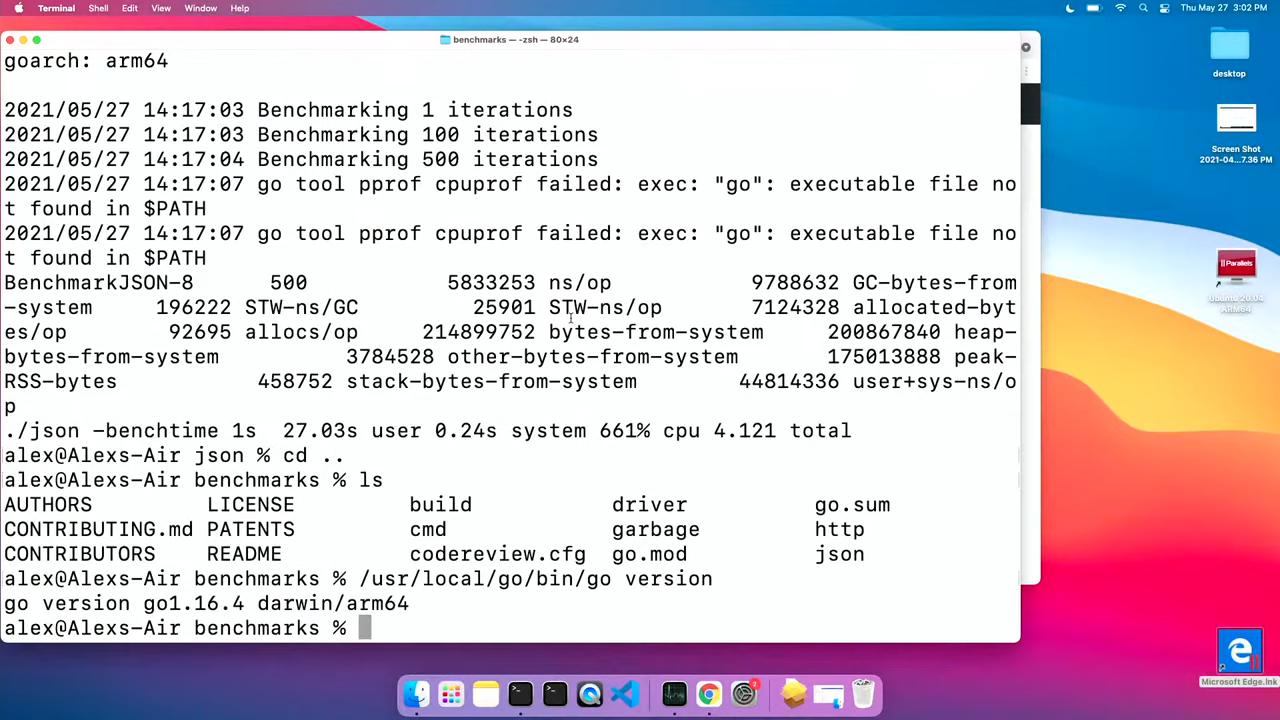 Terminal Shell Edit View Window Help Thu May 27 3:02 PM
benchmarks — -zsh — 80×24
goarch: arm64
2021/05/27 14:17:03 Benchmarking 1 iterations
2021/05/27 14:17:03 Benchmarking 100 iterations
2021/05/27 14:17:04 Benchmarking 500 iterations
2021/05/27 14:17:07 go tool pprof cpuprof failed: exec: "go": executable file no
t found in $PATH
2021/05/27 14:17:07 go tool pprof cpuprof failed: exec: "go": executable file no
t found in $PATH
BenchmarkJSON-8 500 5833253 ns/op 9788632 GC-bytes-from
-system 196222 STW-ns/GC 25901 STW-ns/op 7124328 allocated-byt
es/op 92695 allocs/op 214899752 bytes-from-system 200867840 heap-
bytes-from-system 3784528 other-bytes-from-system 175013888 peak-
RSS-bytes 458752 stack-bytes-from-system 44814336 user+sys-ns/o
p
./json -benchtime 1s 27.03s user 0.24s system 661% cpu 4.121 total
alex@Alexs-Air json % cd ..
alex@Alexs-Air benchmarks % ls
AUTHORS LICENSE build driver go.sum
CONTRIBUTING.md PATENTS cmd garbage http
CONTRIBUTORS README codereview.cfg go.mod json
alex@Alexs-Air benchmarks % /usr/local/go/bin/go version
go version go1.16.4 darwin/arm64
alex@Alexs-Air benchmarks %
desktop
Screen Shot
2021-04...7.36 PM
Parallels
Ubuntu 20.04
ARM64
Microsoft Edge.lnk